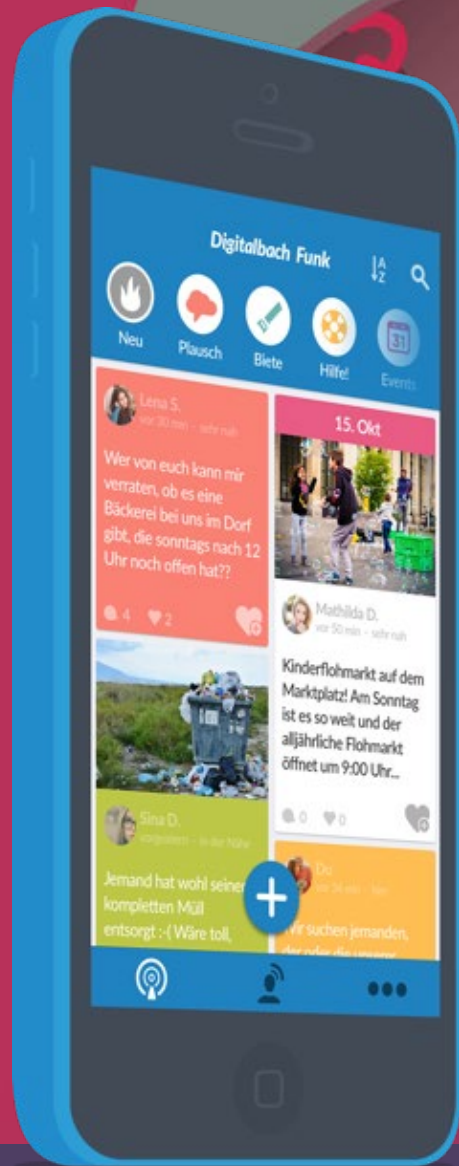 Digitalbach Funk
A
Z
Neu
Plausch
Biete
Hilfe!
31
Events
Lena S.
vor 30 min - sehr nah
Wer von euch kann mir
verraten, ob es eine
Bäckerei bei uns im Dorf
gibt, die sonntags nach 12
Uhr noch offen hat??
4
2
Sina D.
vorgestern - in der Nähe
Jemand hat wohl seinen
kompletten Müll
entsorgt :-( Wäre toll,
15. Okt
Mathilda D.
vor 50 min - sehr nah
Kinderflohmarkt auf dem
Marktplatz! Am Sonntag
ist es so weit und der
alljährliche Flohmarkt
öffnet um 9:00 Uhr...
0
0
Du
Wir suchen jemanden,
der oder die unserer